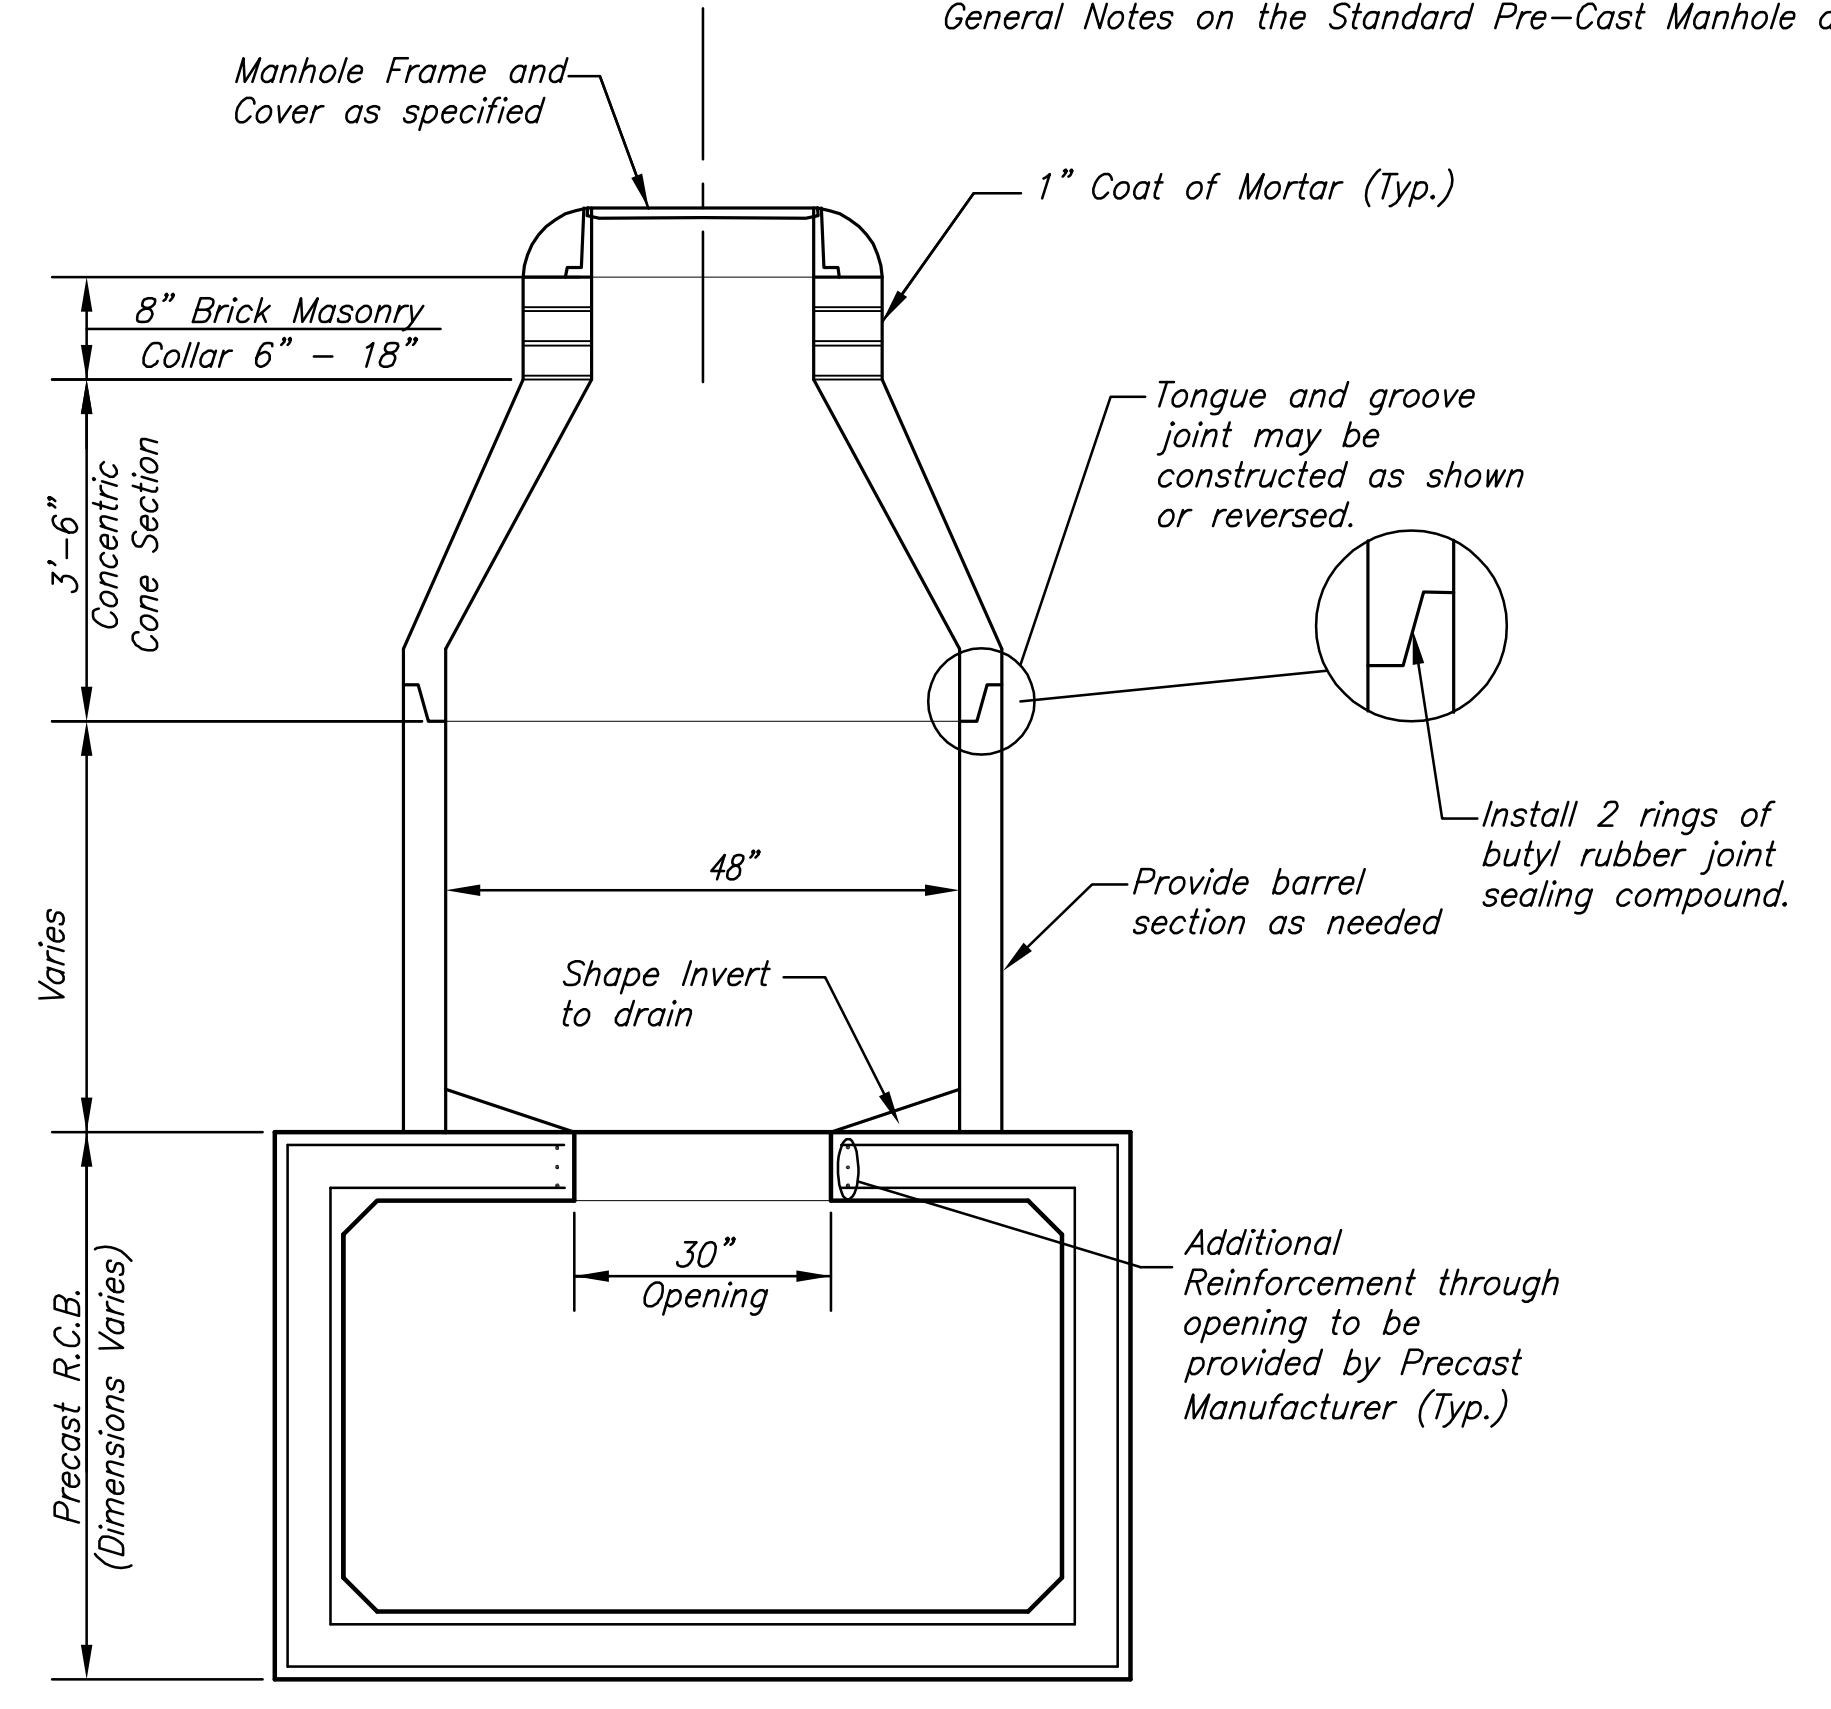 General Notes on the Standard Pre-Cast Manhole
Manhole Frame and
Cover as specified
1" Coat of Mortar (Typ.)
8" Brick Masonry
Collar 6" - 18"
Tongue and groove
joint may be
constructed as shown
or reversed.
3'-6"
Concentric
Cone Section
Install 2 rings of
butyl rubber joint
sealing compound.
48"
Provide barrel
section as needed
Varies
Shape Invert
to drain
30"
Opening
Additional
Reinforcement through
opening to be
provided by Precast
Manufacturer (Typ.)
Precast R.C.B.
(Dimensions Varies)